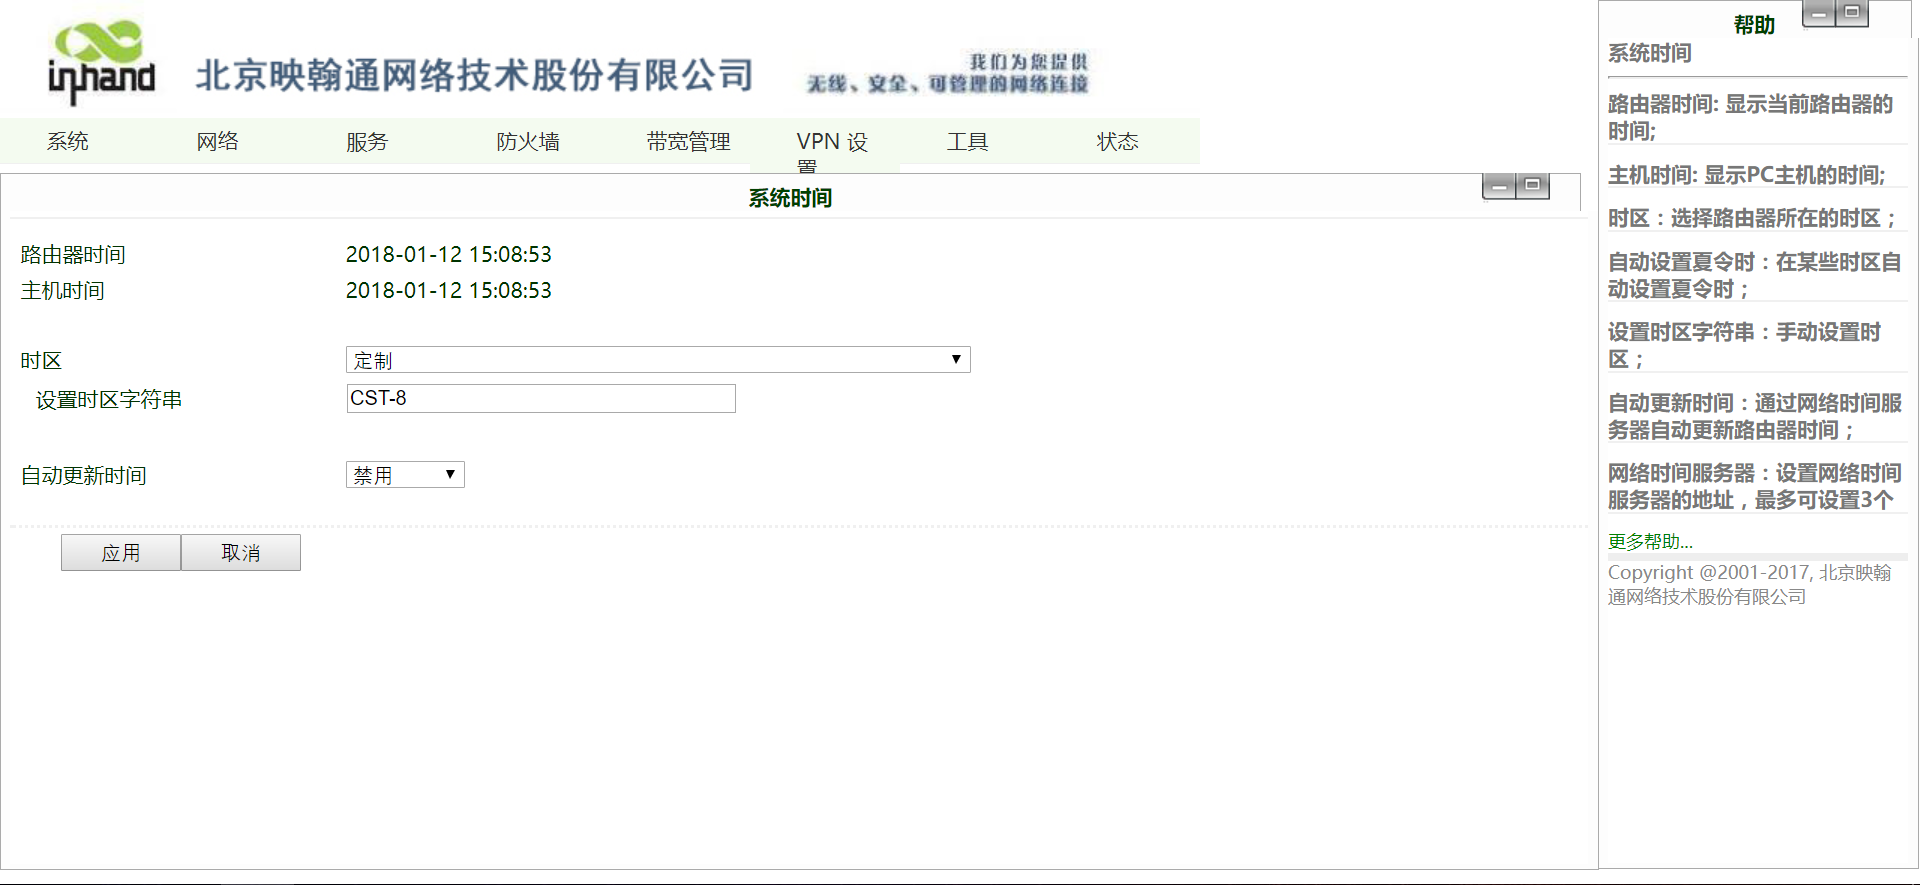 inhand
北京映翰通网络技术股份有限公司
我们为您提供
无线、安全、可管理的网络连接
系统
网络
服务
防火墙
带宽管理
VPN 设
置
工具
状态
系统时间
路由器时间 2018-01-12 15:08:53
主机时间 2018-01-12 15:08:53
时区 定制
设置时区字符串 CST-8
自动更新时间 禁用
应用 取消
帮助
系统时间
路由器时间: 显示当前路由器的
时间;
主机时间: 显示PC主机的时间;
时区：选择路由器所在的时区；
自动设置夏令时：在某些时区自
动设置夏令时；
设置时区字符串：手动设置时
区；
自动更新时间：通过网络时间服
务器自动更新路由器时间；
网络时间服务器：设置网络时间
服务器的地址，最多可设置3个
更多帮助...
Copyright @2001-2017, 北京映翰
通网络技术股份有限公司